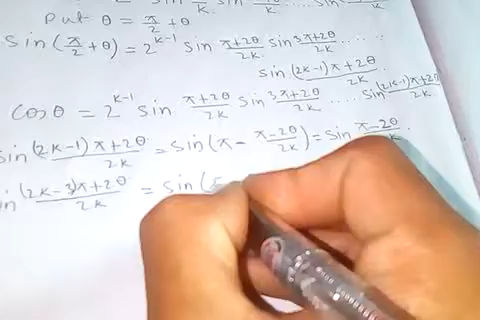 Put θ = π/2 + θ
sin(π/2 + θ) = 2^(k-1) sin (π+2θ)/2k sin (3π+2θ)/2k ......
sin ((2k-1)π+2θ)/2k
cosθ = 2^(k-1) sin (π+2θ)/2k sin (3π+2θ)/2k ..... sin ((2k-1)π+2θ)/2k
sin ((2k-1)π+2θ)/2k = sin(π - (π-2θ)/2k) = sin (π-2θ)/2k
((2k-3)π+2θ)/2k = sin(